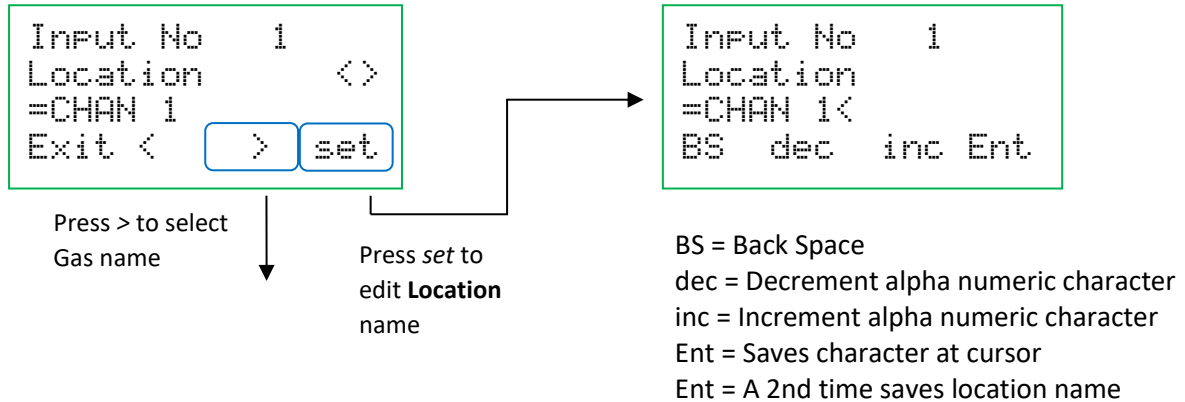 Input No 1
Location <>
=CHAN 1
Exit < > set
Press > to select
Gas name
Press set to
edit Location
name
Input No 1
Location
=CHAN 1<
BS dec inc Ent
BS = Back Space
dec = Decrement alpha numeric character
inc = Increment alpha numeric character
Ent = Saves character at cursor
Ent = A 2nd time saves location name